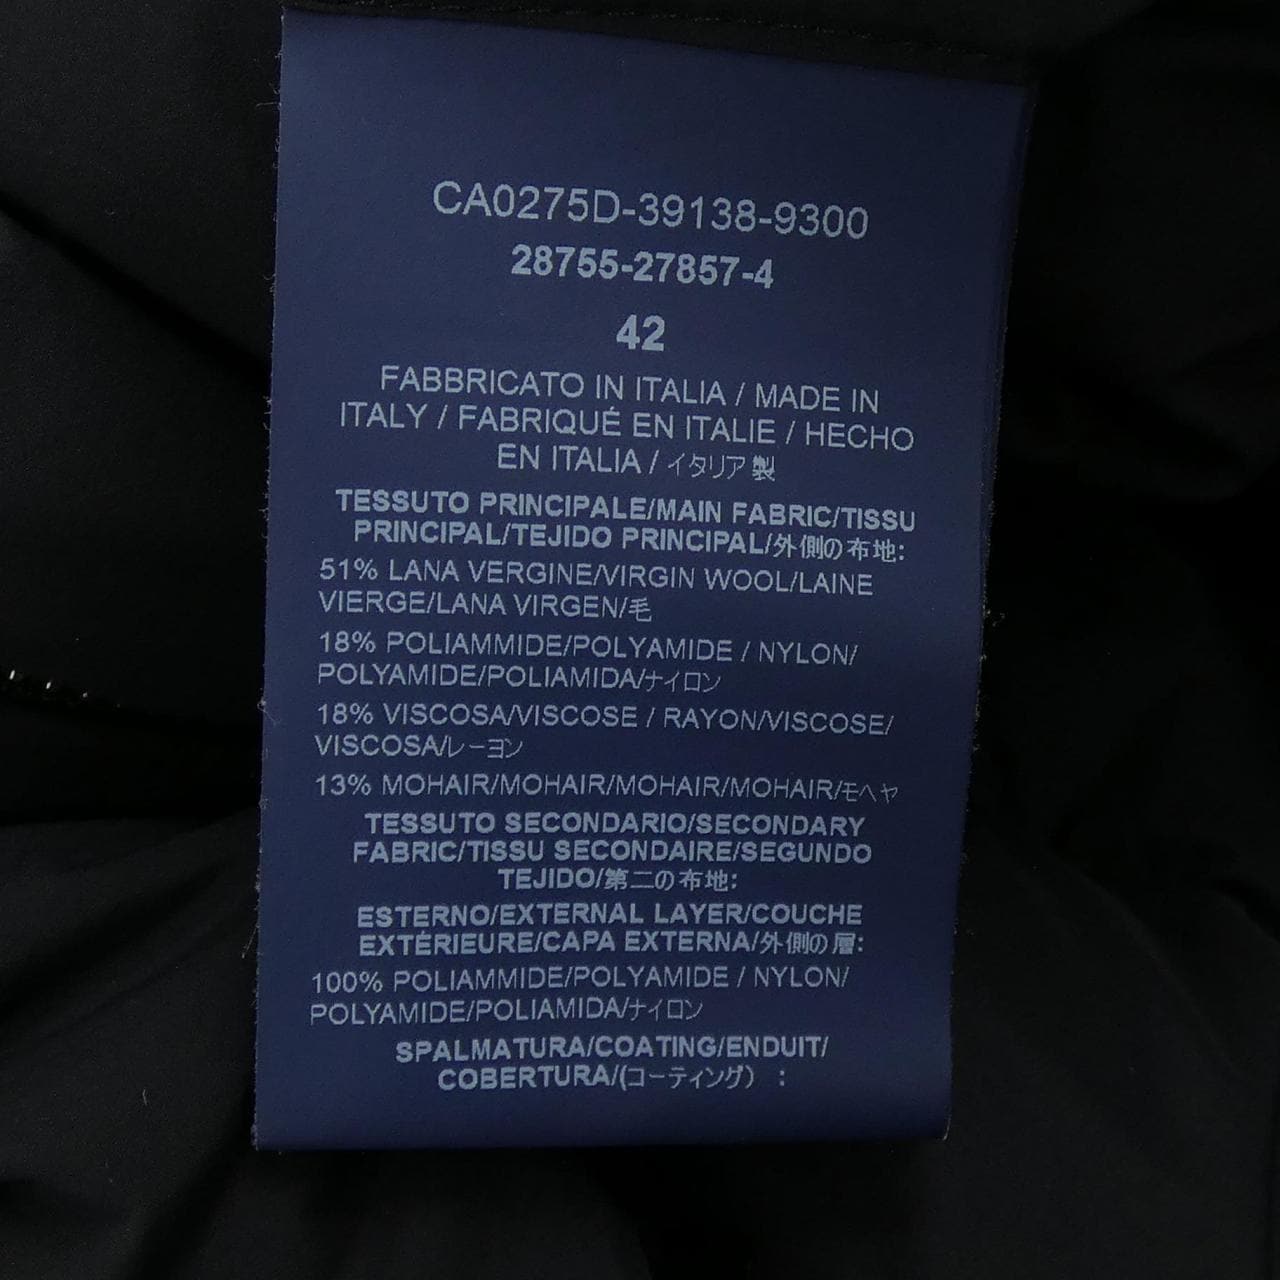 CA0275D-39138-9300
28755-27857-4
42
FABBRICATO IN ITALIA / MADE IN
ITALY / FABRIQUÉ EN ITALIE / HECHO
EN ITALIA / イタリア製
TESSUTO PRINCIPALE/MAIN FABRIC/TISSU
PRINCIPAL/TEJIDO PRINCIPAL/外側の布地:
51% LANA VERGINE/VIRGIN WOOL/LAINE
VIERGE/LANA VIRGEN/毛
18% POLIAMMIDE/POLYAMIDE / NYLON/
POLYAMIDE/POLIAMIDA/ナイロン
18% VISCOSA/VISCOSE / RAYON/VISCOSE/
VISCOSA/レーヨン
13% MOHAIR/MOHAIR/MOHAIR/MOHAIR/モヘヤ
TESSUTO SECONDARIO/SECONDARY
FABRIC/TISSU SECONDAIRE/SEGUNDO
TEJIDO/第二の布地:
ESTERNO/EXTERNAL LAYER/COUCHE
EXTÉRIEURE/CAPA EXTERNA/外側の層:
100% POLIAMMIDE/POLYAMIDE / NYLON/
POLYAMIDE/POLIAMIDA/ナイロン
SPALMATURA/COATING/ENDUIT/
COBERTURA/(コーティング) :